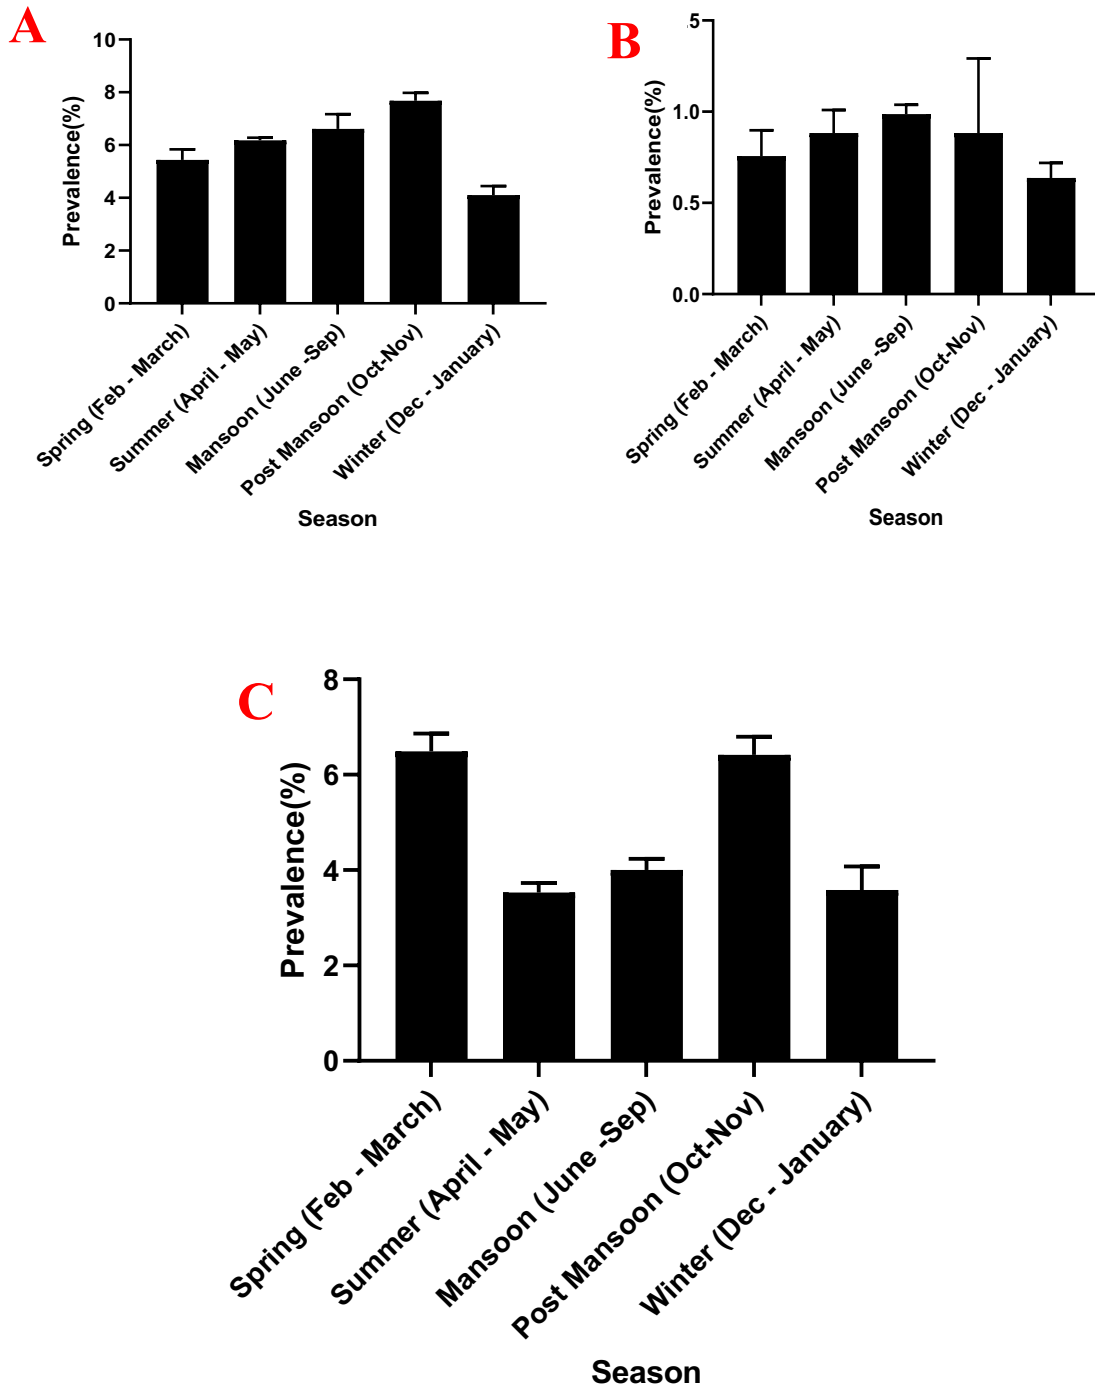 A
Prevalence(%)
10
8
6
4
2
0
Spring (Feb - March)
Summer (April - May)
Mansoon (June -Sep)
Post Mansoon (Oct-Nov)
Winter (Dec - January)
Season
B
Prevalence(%)
.5
1.0
0.5
0.0
Spring (Feb - March)
Summer (April - May)
Mansoon (June -Sep)
Post Mansoon (Oct-Nov)
Winter (Dec - January)
Season
C
Prevalence(%)
8
6
4
2
0
Spring (Feb - March)
Summer (April - May)
Mansoon (June -Sep)
Post Mansoon (Oct-Nov)
Winter (Dec - January)
Season